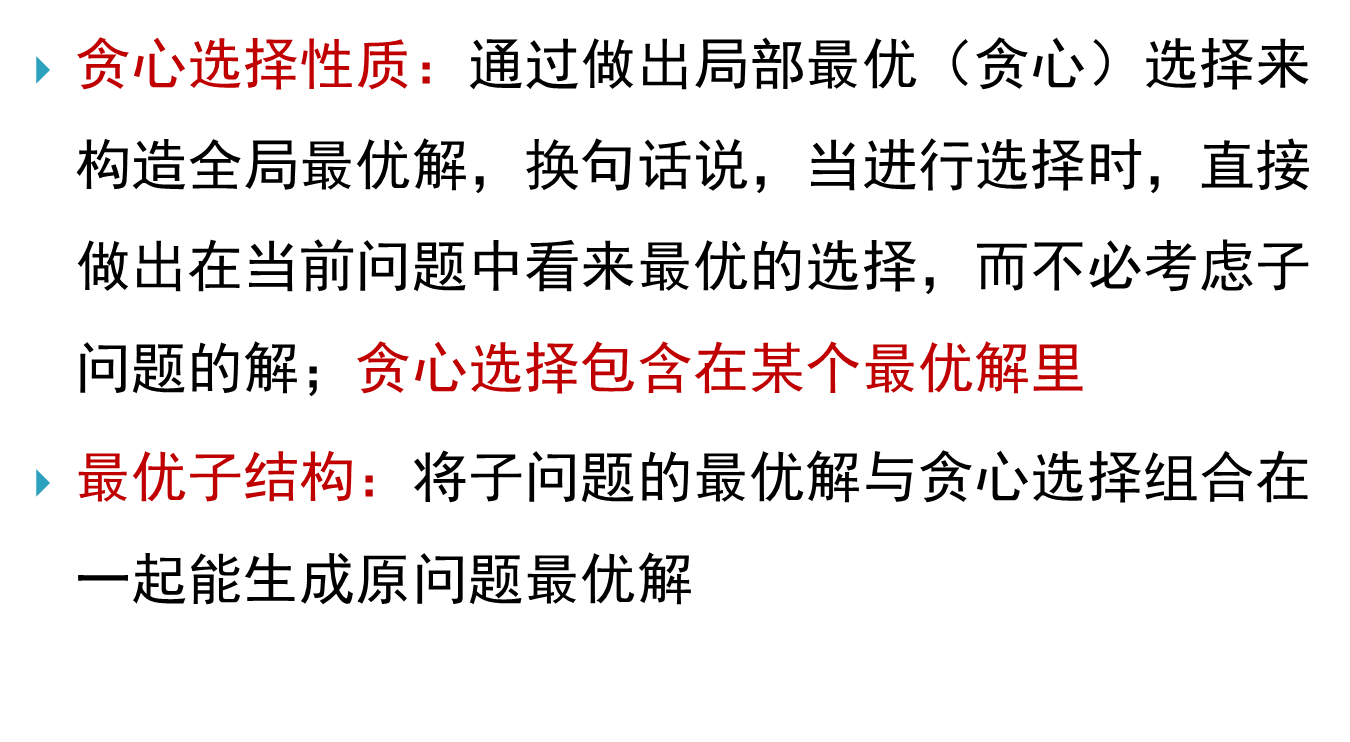 贪心选择性质：通过做出局部最优（贪心）选择来
构造全局最优解，换句话说，当进行选择时，直接
做出在当前问题中看来最优的选择，而不必考虑子
问题的解；贪心选择包含在某个最优解里
最优子结构：将子问题的最优解与贪心选择组合在
一起能生成原问题最优解